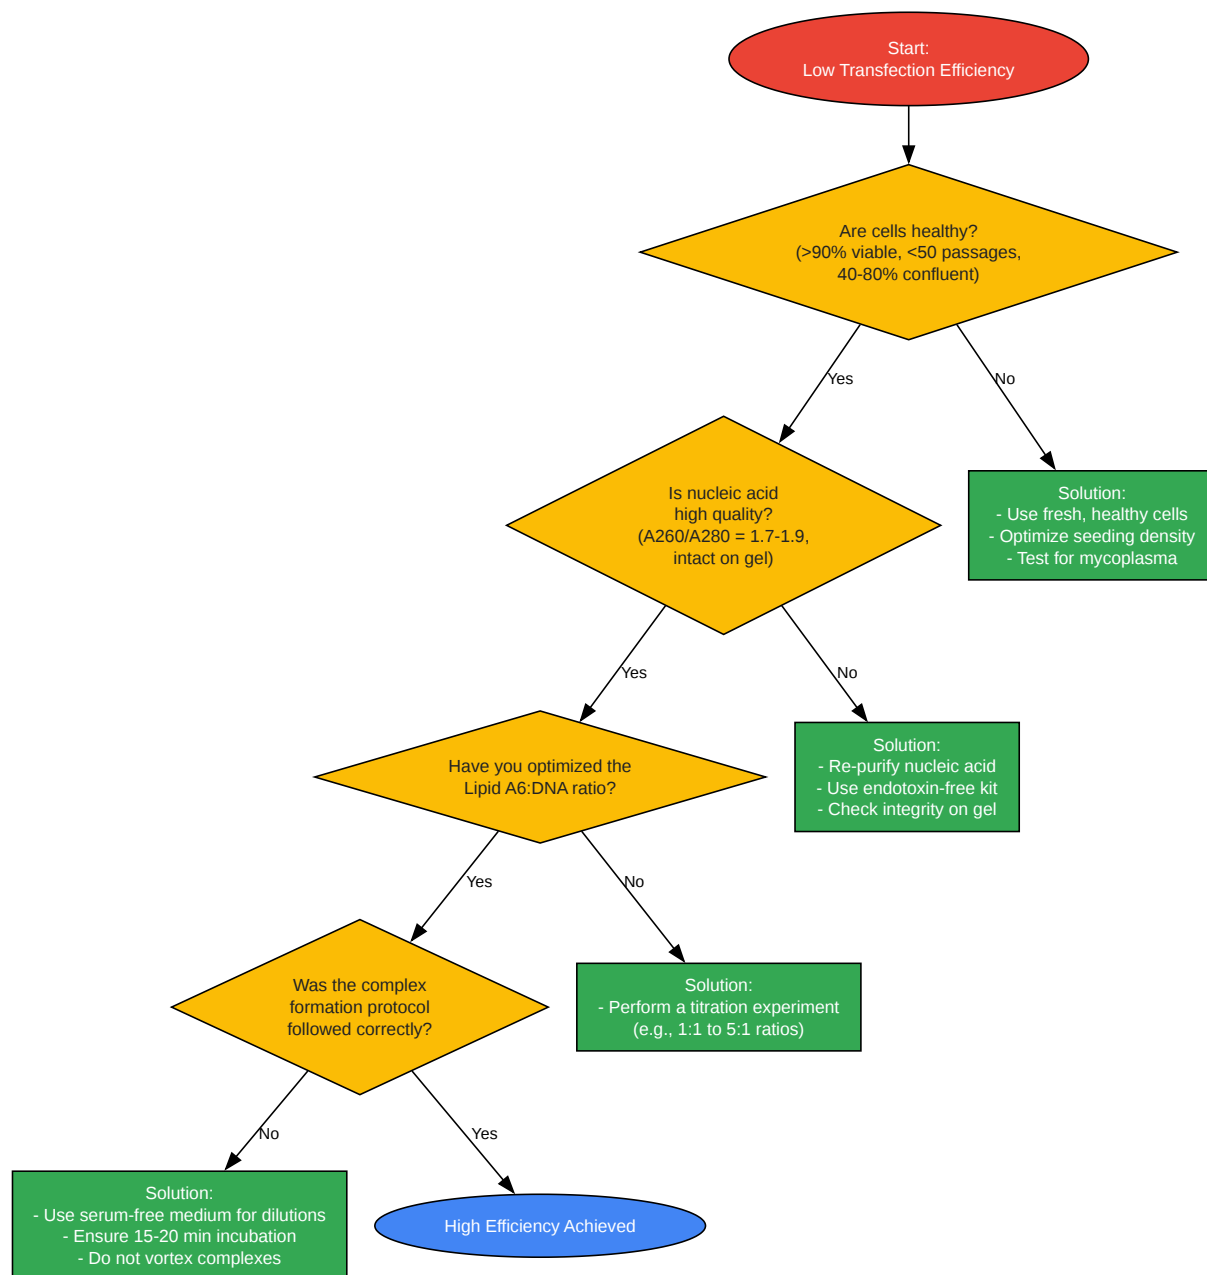 Start:
Low Transfection Efficiency
Are cells healthy?
(>90% viable, <50 passages,
40-80% confluent)
Yes
No
Is nucleic acid
high quality?
(A260/A280 = 1.7-1.9,
intact on gel)
Solution:
- Use fresh, healthy cells
- Optimize seeding density
- Test for mycoplasma
Yes
No
Have you optimized the
Lipid A6:DNA ratio?
Solution:
- Re-purify nucleic acid
- Use endotoxin-free kit
- Check integrity on gel
Yes
No
Was the complex
formation protocol
followed correctly?
Solution:
- Perform a titration experiment
(e.g., 1:1 to 5:1 ratios)
No
Yes
Solution:
- Use serum-free medium for dilutions
- Ensure 15-20 min incubation
- Do not vortex complexes
High Efficiency Achieved